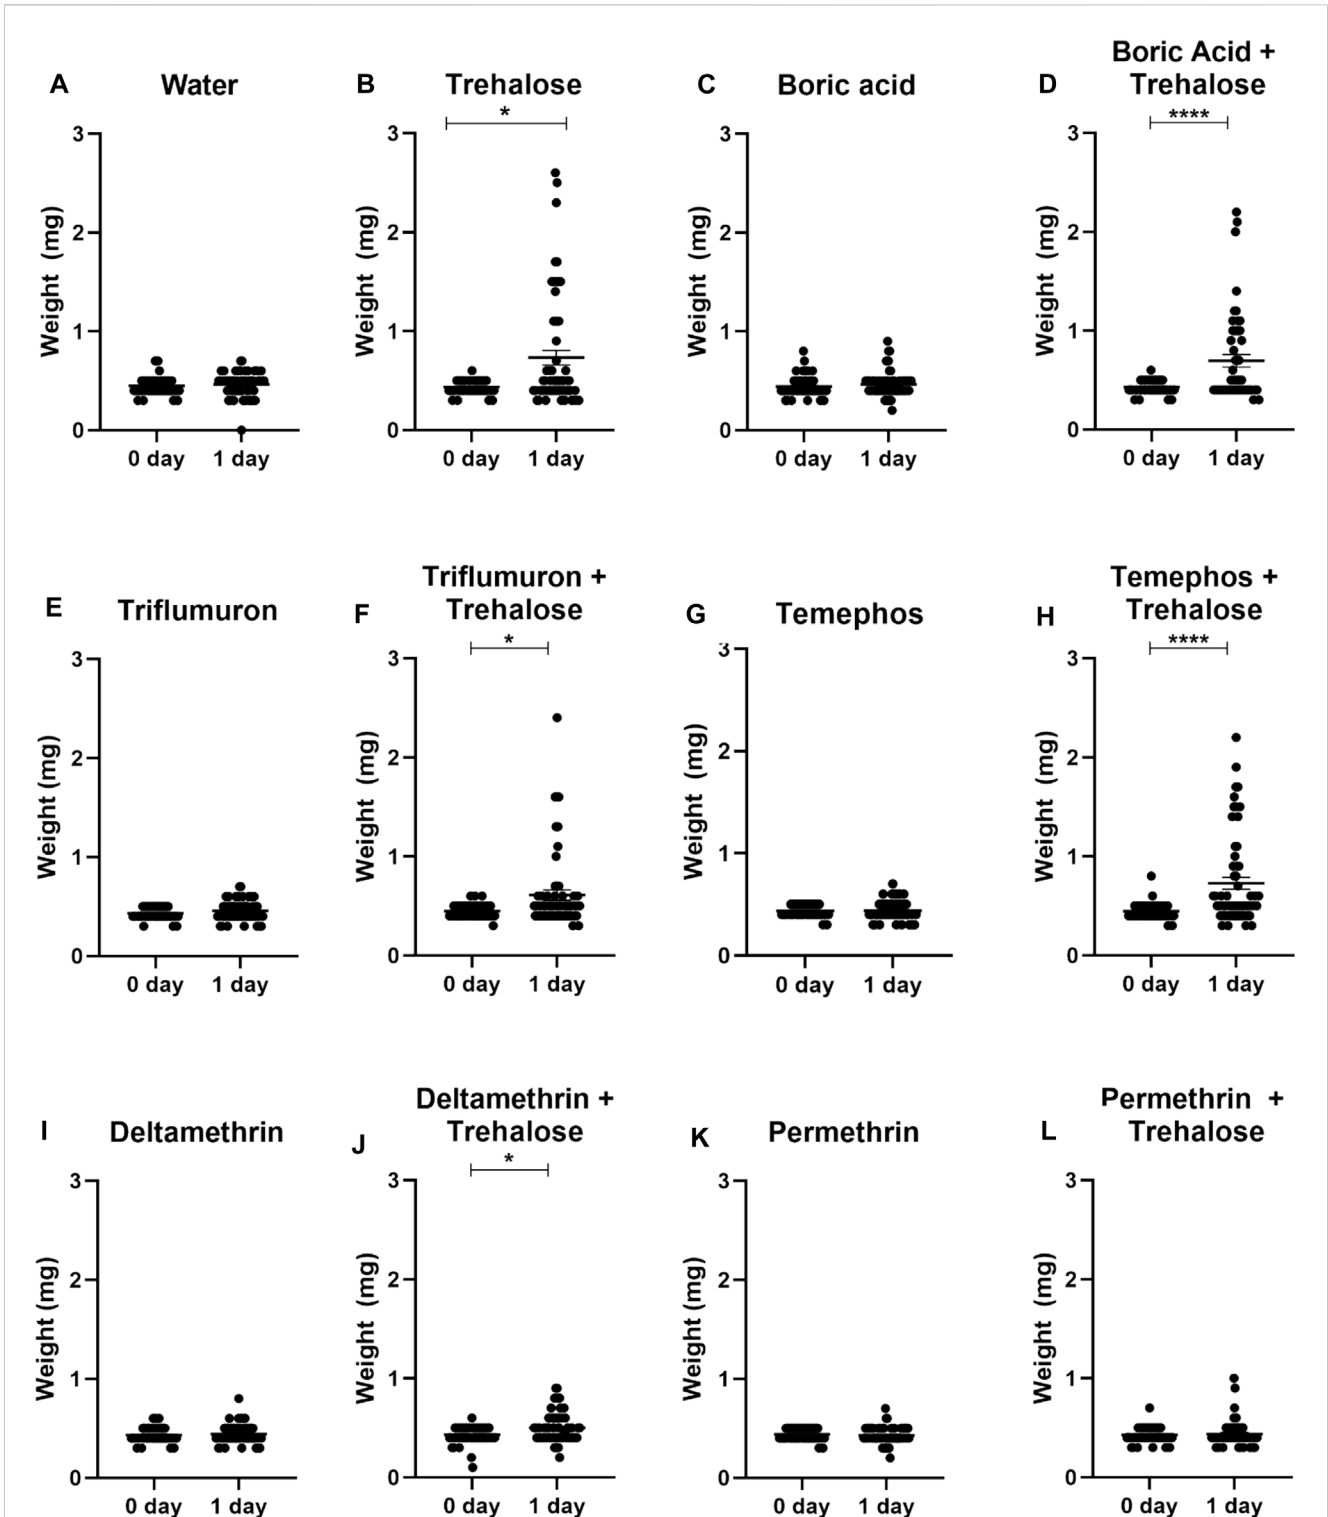 A Water
B Trehalose
C Boric acid
D Boric Acid +
Trehalose
*
****
3
2
1
0
Weight (mg)
0 day 1 day
3
2
1
0
Weight (mg)
0 day 1 day
3
2
1
0
Weight (mg)
0 day 1 day
3
2
1
0
Weight (mg)
0 day 1 day
E Triflumuron
F Triflumuron +
Trehalose
G Temephos
H Temephos +
Trehalose
*
****
3
2
1
0
Weight (mg)
0 day 1 day
3
2
1
0
Weight (mg)
0 day 1 day
3
2
1
0
Weight (mg)
0 day 1 day
3
2
1
0
Weight (mg)
0 day 1 day
I Deltamethrin
J Deltamethrin +
Trehalose
K Permethrin
L Permethrin +
Trehalose
*
3
2
1
0
Weight (mg)
0 day 1 day
3
2
1
0
Weight (mg)
0 day 1 day
3
2
1
0
Weight (mg)
0 day 1 day
3
2
1
0
Weight (mg)
0 day 1 day